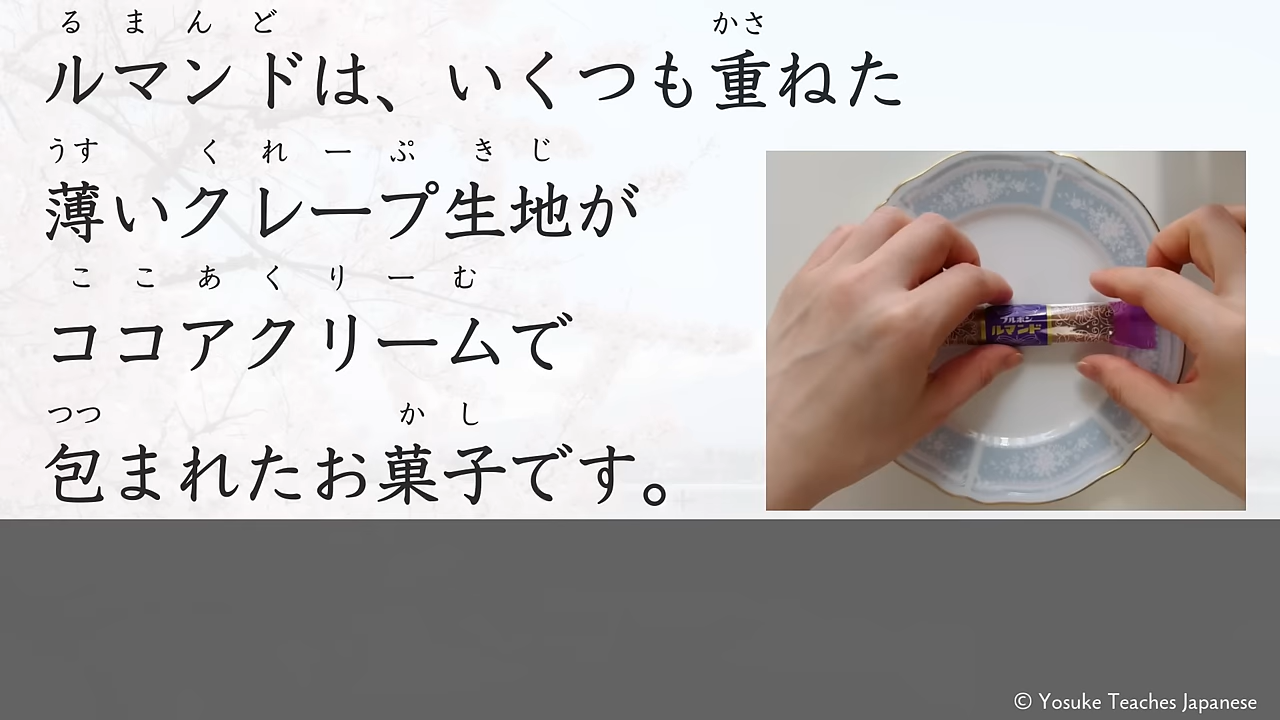 る ま ん ど かさ
ルマンドは、いくつも重ねた
うす く れ ー ぷ き じ
薄いクレープ生地が
こ こ あ く り ー む
ココアクリームで
つつ か し
包まれたお菓子です。
ブルボン
ルマンド
© Yosuke Teaches Japanese